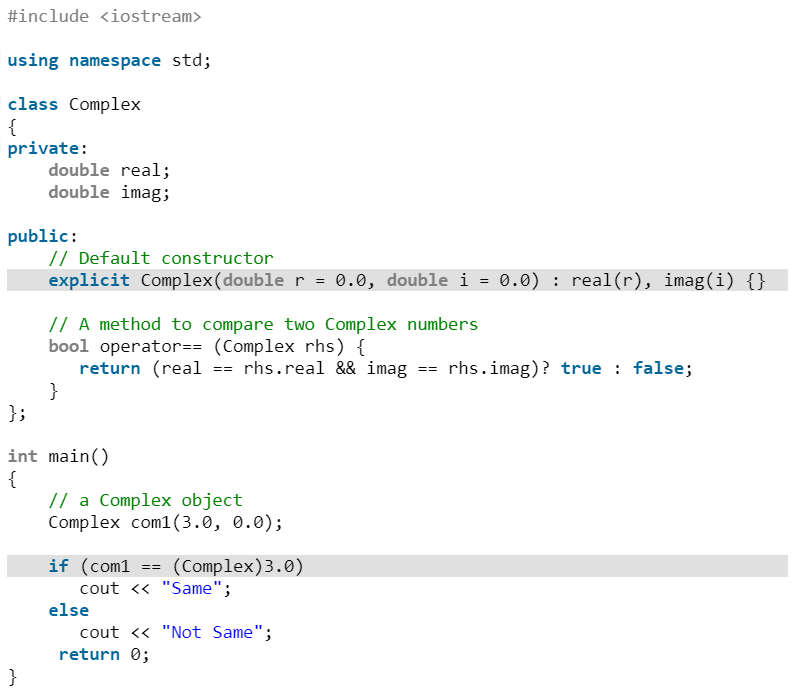 #include <iostream>

using namespace std;

class Complex
{
private:
    double real;
    double imag;

public:
    // Default constructor
    explicit Complex(double r = 0.0, double i = 0.0) : real(r), imag(i) {}

    // A method to compare two Complex numbers
    bool operator== (Complex rhs) {
       return (real == rhs.real && imag == rhs.imag)? true : false;
    }
};

int main()
{
    // a Complex object
    Complex com1(3.0, 0.0);

    if (com1 == (Complex)3.0)
       cout << "Same";
    else
       cout << "Not Same";
     return 0;
}